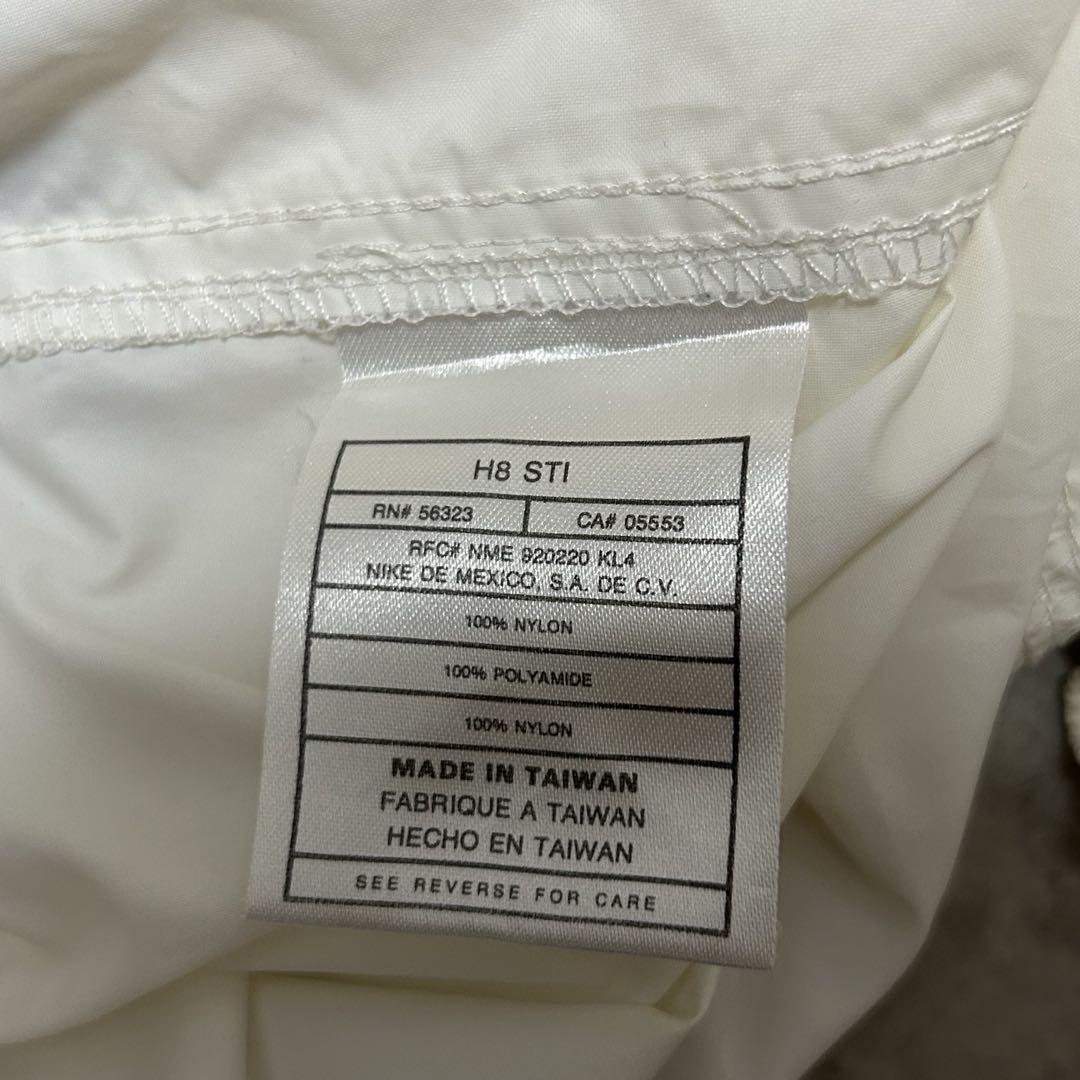 H8 STI
RN# 56323 CA# 05553
RFC# NME 920220 KL4
NIKE DE MEXICO, S.A. DE C.V.
100% NYLON
100% POLYAMIDE
100% NYLON
MADE IN TAIWAN
FABRIQUE A TAIWAN
HECHO EN TAIWAN
SEE REVERSE FOR CARE